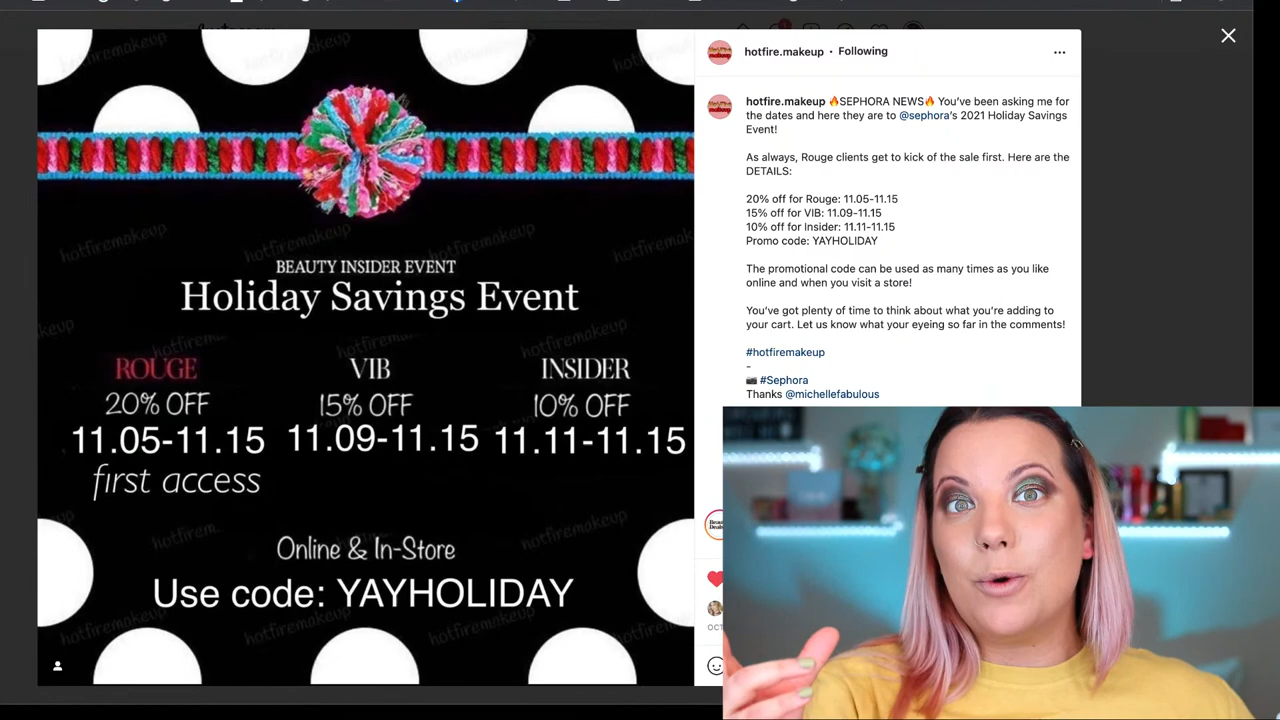 BEAUTY INSIDER EVENT
Holiday Savings Event
ROUGE
20% OFF
11.05-11.15
first access
VIB
15% OFF
11.09-11.15
INSIDER
10% OFF
11.11-11.15
Online & In-Store
Use code: YAYHOLIDAY
hotfiremakeup
hotfire.makeup • Following
hotfire.makeup 🔥SEPHORA NEWS🔥 You’ve been asking me for
the dates and here they are to @sephora’s 2021 Holiday Savings
Event!
As always, Rouge clients get to kick of the sale first. Here are the
DETAILS:
20% off for Rouge: 11.05-11.15
15% off for VIB: 11.09-11.15
10% off for Insider: 11.11-11.15
Promo code: YAYHOLIDAY
The promotional code can be used as many times as you like
online and when you visit a store!
You’ve got plenty of time to think about what you’re adding to
your cart. Let us know what your eyeing so far in the comments!
#hotfiremakeup
-
📷 #Sephora
Thanks @michellefabulous
OCT